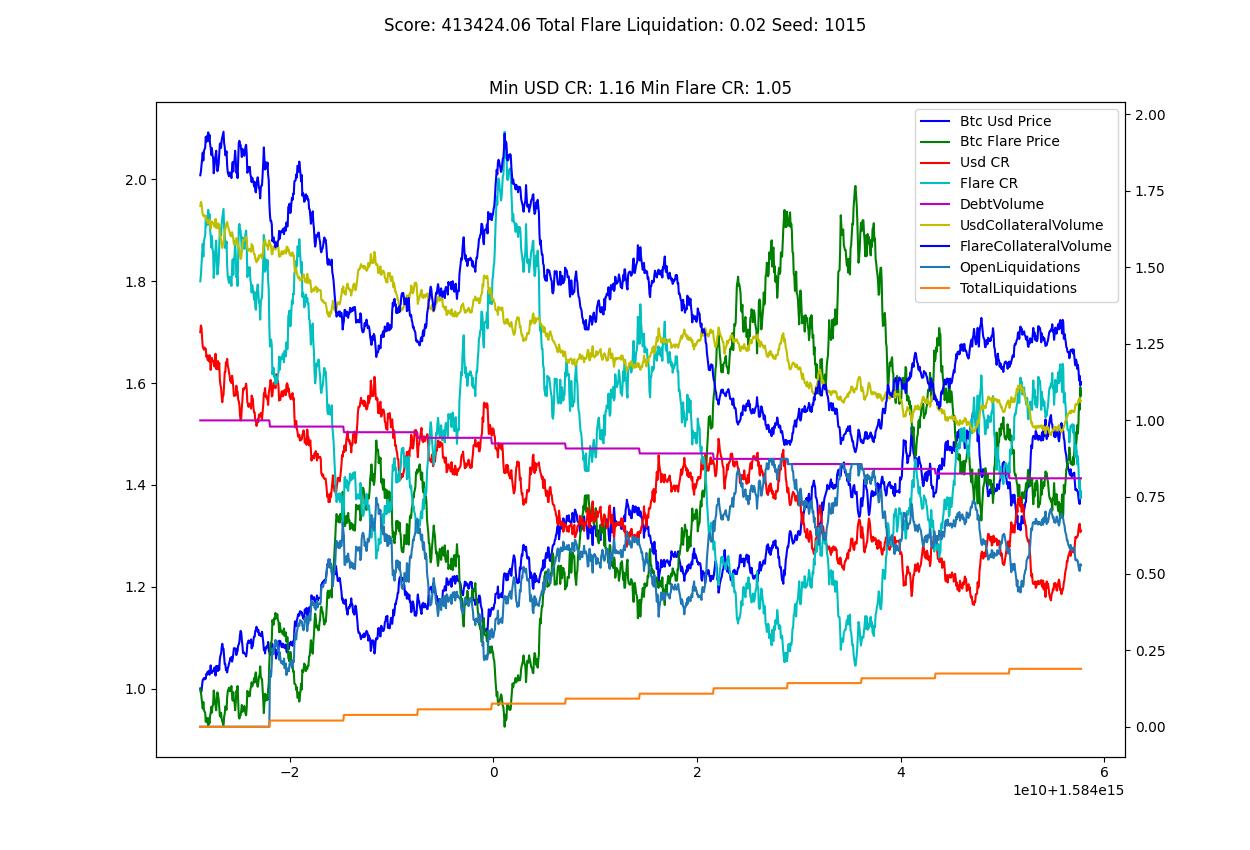 Score: 413424.06 Total Flare Liquidation: 0.02 Seed: 1015
Min USD CR: 1.16 Min Flare CR: 1.05
Btc Usd Price
Btc Flare Price
Usd CR
Flare CR
DebtVolume
UsdCollateralVolume
FlareCollateralVolume
OpenLiquidations
TotalLiquidations
2.0
1.8
1.6
1.4
1.2
1.0
2.00
1.75
1.50
1.25
1.00
0.75
0.50
0.25
0.00
−2 0 2 4 6
1e10+1.584e15